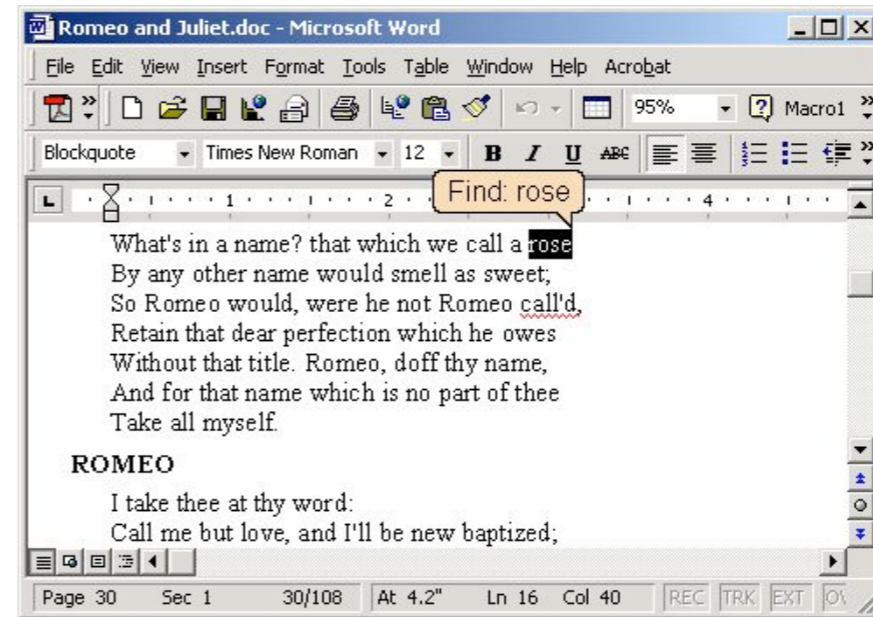 Romeo and Juliet.doc - Microsoft Word
File Edit View Insert Format Tools Table Window Help Acrobat
95% Macro1
Blockquote Times New Roman 12 B I U ABC
Find: rose
1 2 4
What's in a name? that which we call a rose
By any other name would smell as sweet;
So Romeo would, were he not Romeo call'd,
Retain that dear perfection which he owes
Without that title. Romeo, doff thy name,
And for that name which is no part of thee
Take all myself.
ROMEO
I take thee at thy word:
Call me but love, and I'll be new baptized;
Page 30 Sec 1 30/108 At 4.2" Ln 16 Col 40 REC TRK EXT